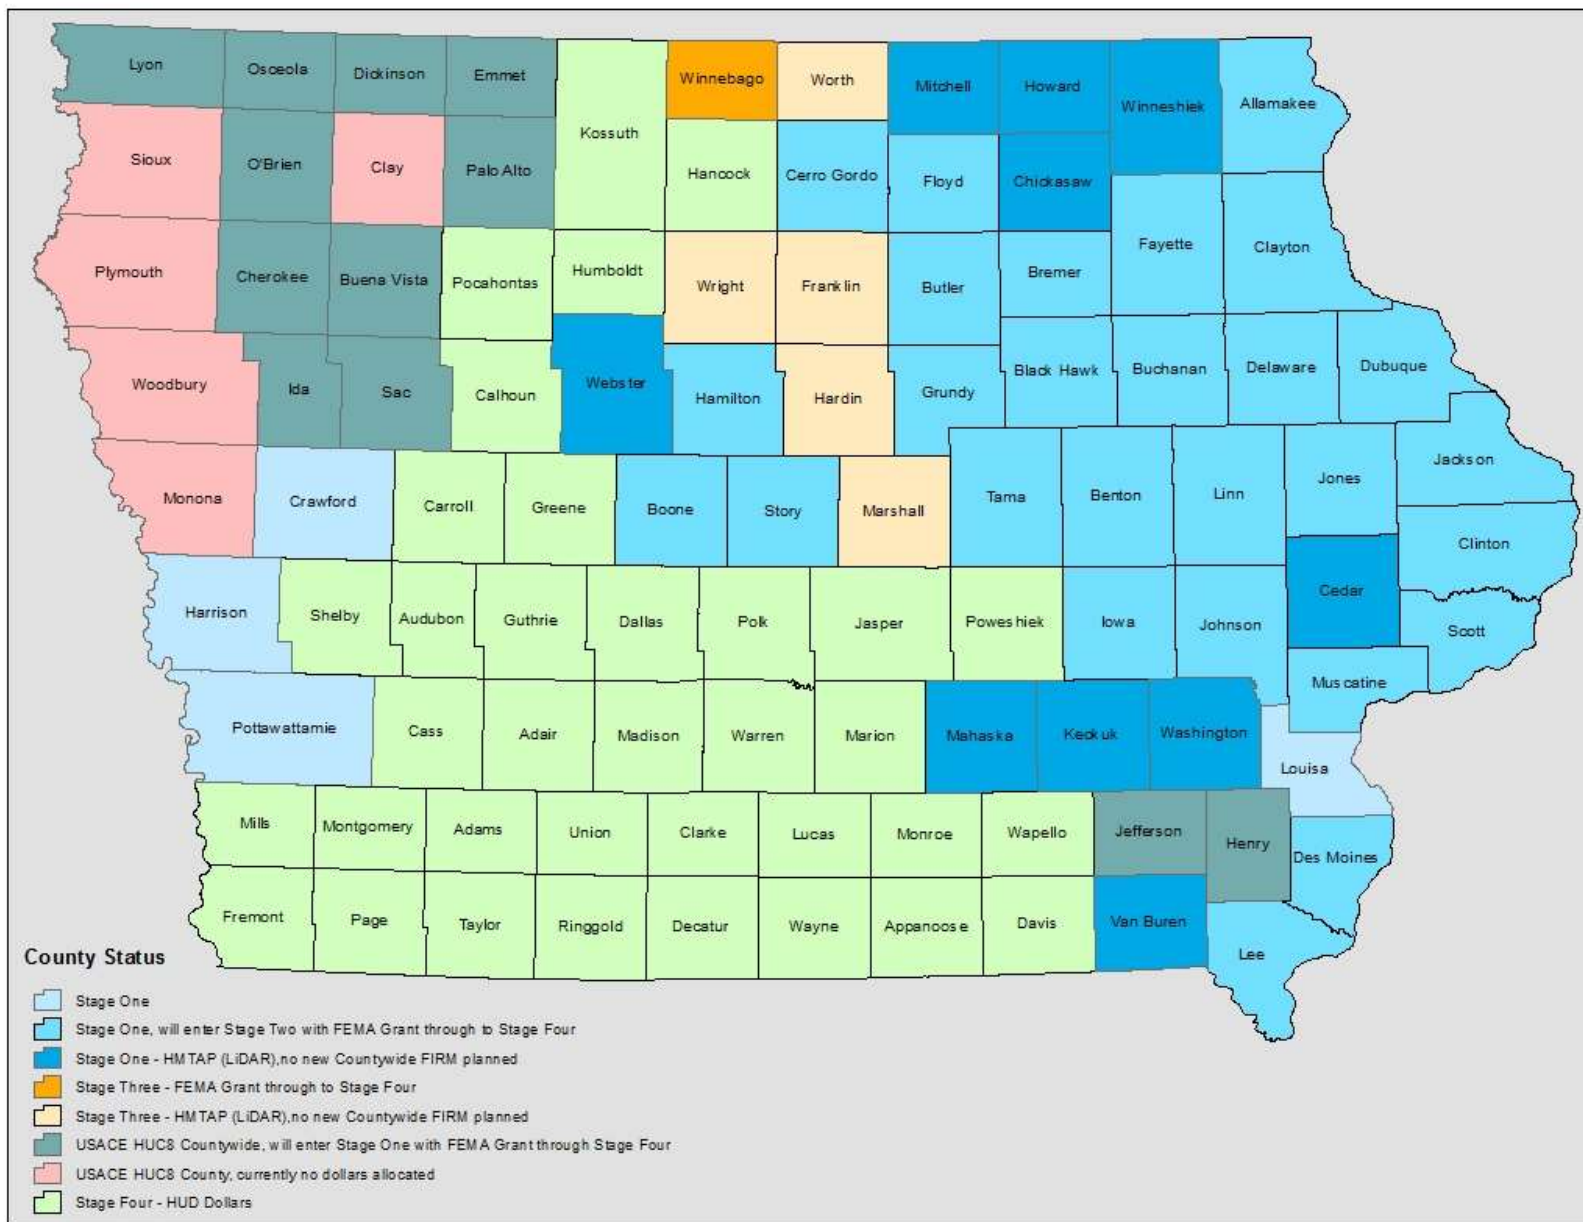 Lyon
Osceola
Dickinson
Emmet
Kossuth
Winnebago
Worth
Mitchell
Howard
Winneshiek
Allamakee
Sioux
O'Brien
Clay
Palo Alto
Hancock
Cerro Gordo
Floyd
Chickasaw
Fayette
Clayton
Plymouth
Cherokee
Buena Vista
Pocahontas
Humboldt
Wright
Franklin
Butler
Bremer
Woodbury
Ida
Sac
Calhoun
Webster
Hamilton
Hardin
Grundy
Black Hawk
Buchanan
Delaware
Dubuque
Monona
Crawford
Carroll
Greene
Boone
Story
Marshall
Tama
Benton
Linn
Jones
Jackson
Clinton
Harrison
Shelby
Audubon
Guthrie
Dallas
Polk
Jasper
Poweshiek
Iowa
Johnson
Cedar
Scott
Muscatine
Pottawattamie
Cass
Adair
Madison
Warren
Marion
Mahaska
Keokuk
Washington
Louisa
Mills
Montgomery
Adams
Union
Clarke
Lucas
Monroe
Wapello
Jefferson
Henry
Des Moines
Fremont
Page
Taylor
Ringgold
Decatur
Wayne
Appanoose
Davis
Van Buren
Lee
County Status
Stage One
Stage One, will enter Stage Two with FEMA Grant through to Stage Four
Stage One - HMTAP (LiDAR),no new Countywide FIRM planned
Stage Three - FEMA Grant through to Stage Four
Stage Three - HMTAP (LiDAR),no new Countywide FIRM planned
USACE HUC8 Countywide, will enter Stage One with FEMA Grant through Stage Four
USACE HUC8 County, currently no dollars allocated
Stage Four - HUD Dollars